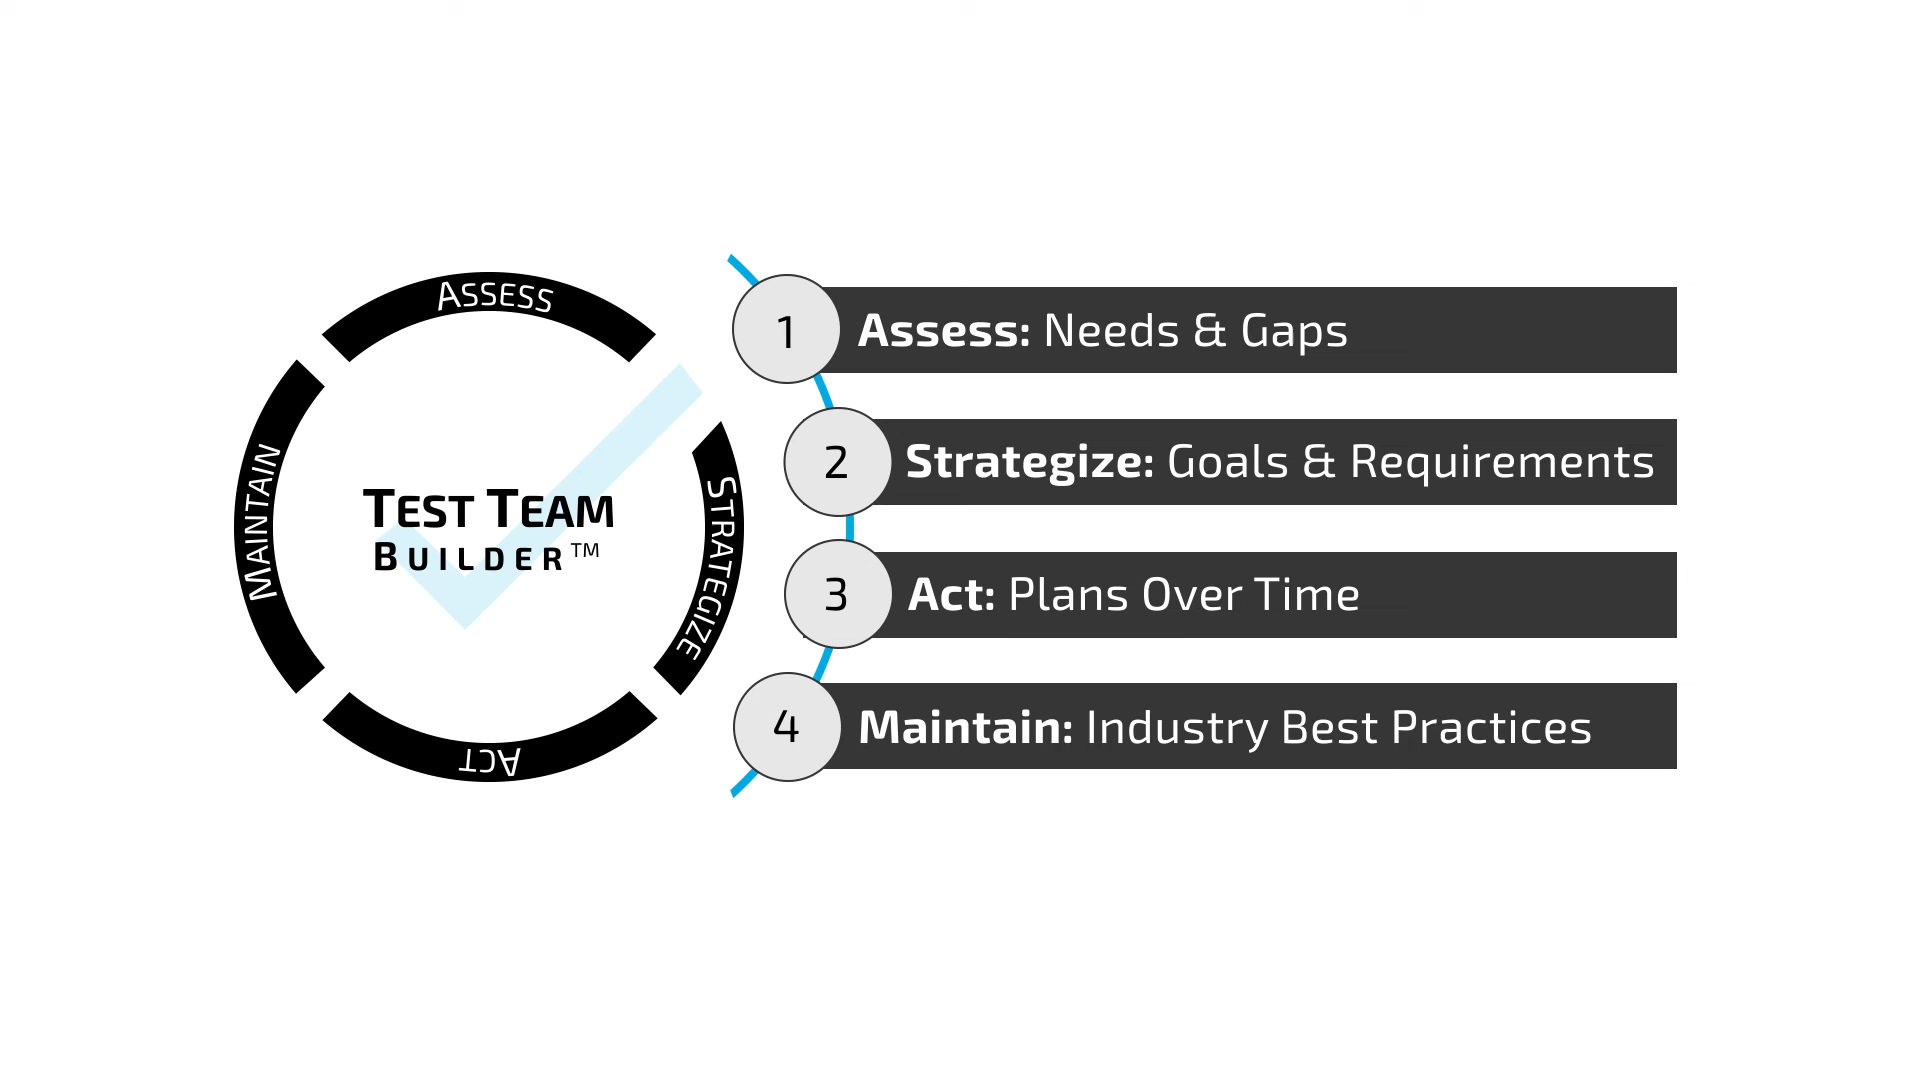 ASSESS
STRATEGIZE
ACT
MAINTAIN
TEST TEAM
BUILDER™
1 Assess: Needs & Gaps
2 Strategize: Goals & Requirements
3 Act: Plans Over Time
4 Maintain: Industry Best Practices